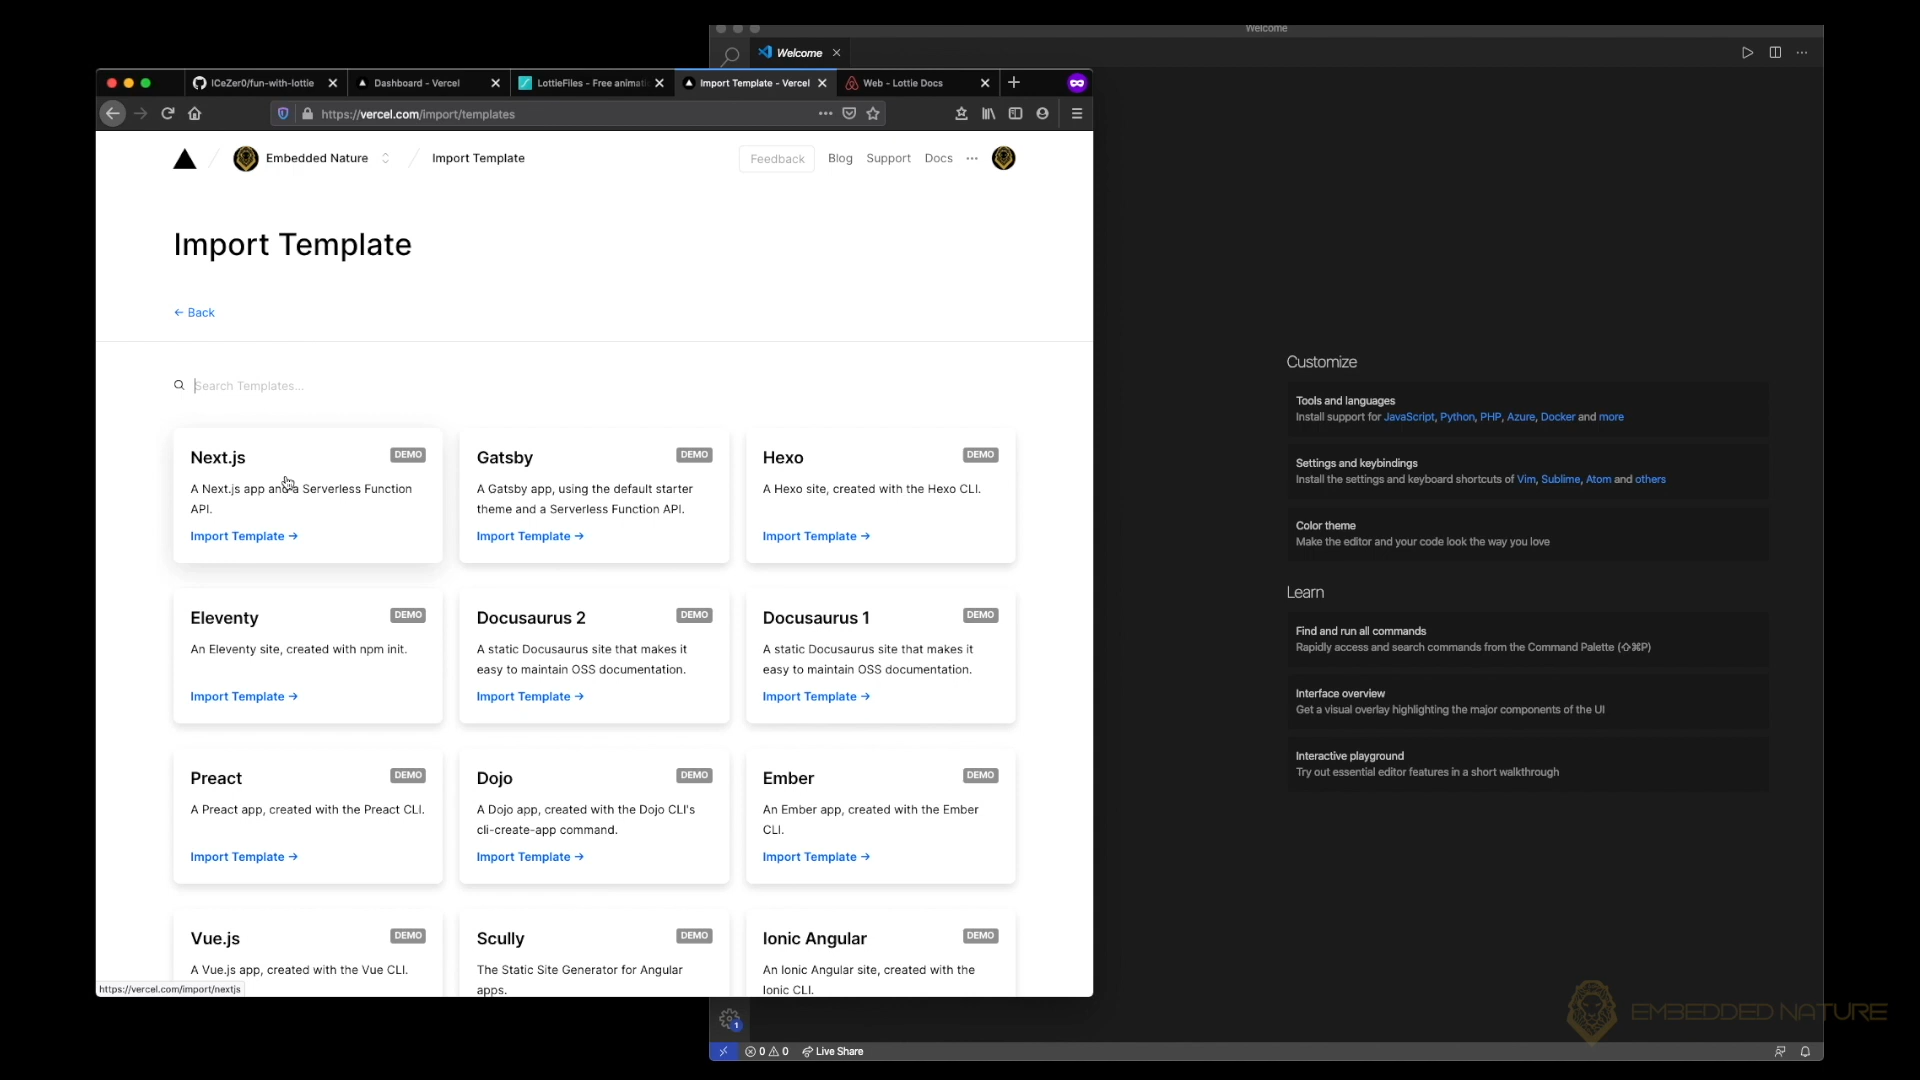 Welcome
Welcome
ICeZer0/fun-with-lottie
Dashboard - Vercel
LottieFiles - Free animati
Import Template - Vercel
Web - Lottie Docs
https://vercel.com/import/templates
Embedded Nature
Import Template
Feedback
Blog
Support
Docs
Import Template
← Back
Search Templates...
Next.js
DEMO
A Next.js app and a Serverless Function
API.
Import Template →
Gatsby
DEMO
A Gatsby app, using the default starter
theme and a Serverless Function API.
Import Template →
Hexo
DEMO
A Hexo site, created with the Hexo CLI.
Import Template →
Eleventy
DEMO
An Eleventy site, created with npm init.
Import Template →
Docusaurus 2
DEMO
A static Docusaurus site that makes it
easy to maintain OSS documentation.
Import Template →
Docusaurus 1
DEMO
A static Docusaurus site that makes it
easy to maintain OSS documentation.
Import Template →
Preact
DEMO
A Preact app, created with the Preact CLI.
Import Template →
Dojo
DEMO
A Dojo app, created with the Dojo CLI's
cli-create-app command.
Import Template →
Ember
DEMO
An Ember app, created with the Ember
CLI.
Import Template →
Vue.js
DEMO
A Vue.js app, created with the Vue CLI.
Scully
DEMO
The Static Site Generator for Angular
apps.
Ionic Angular
DEMO
An Ionic Angular site, created with the
Ionic CLI.
https://vercel.com/import/nextjs
Customize
Tools and languages
Install support for JavaScript, Python, PHP, Azure, Docker and more
Settings and keybindings
Install the settings and keyboard shortcuts of Vim, Sublime, Atom and others
Color theme
Make the editor and your code look the way you love
Learn
Find and run all commands
Rapidly access and search commands from the Command Palette (⇧⌘P)
Interface overview
Get a visual overlay highlighting the major components of the UI
Interactive playground
Try out essential editor features in a short walkthrough
1
0 0 Live Share
EMBEDDED NATURE